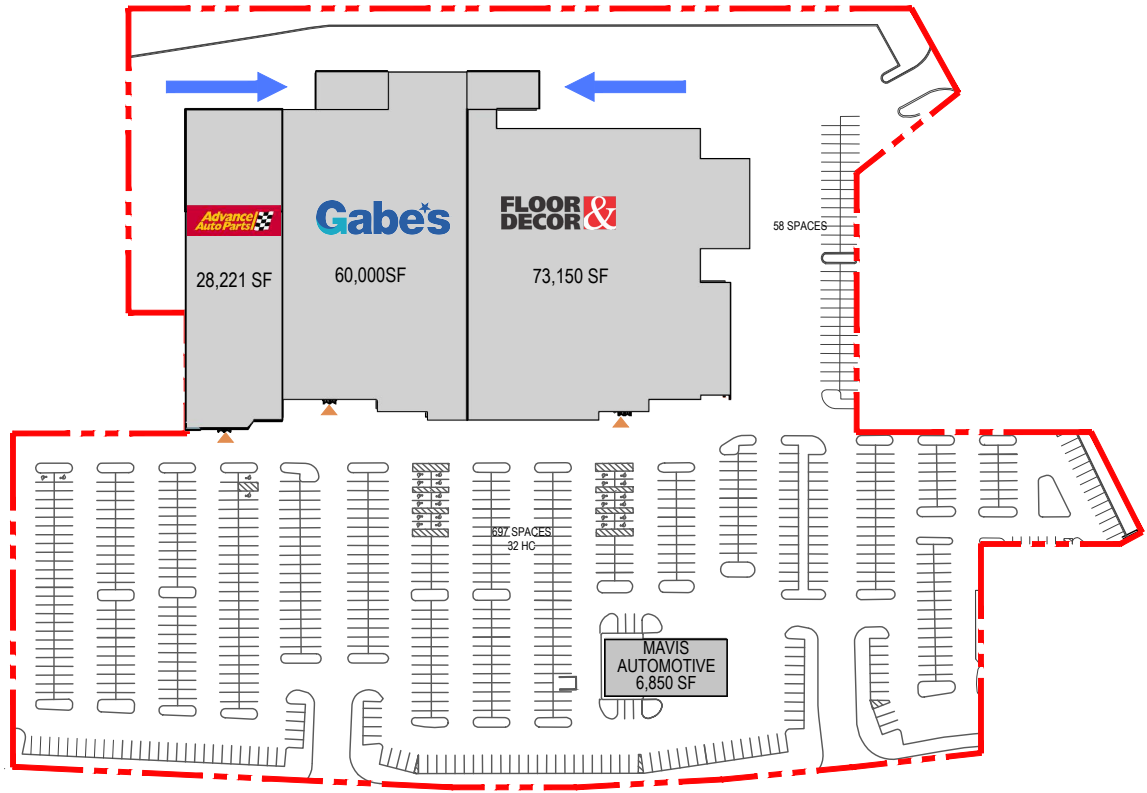 Advance
Auto Parts
28,221 SF
Gabe's
60,000SF
FLOOR &
DECOR
73,150 SF
58 SPACES
697 SPACES
32 HC
MAVIS
AUTOMOTIVE
6,850 SF